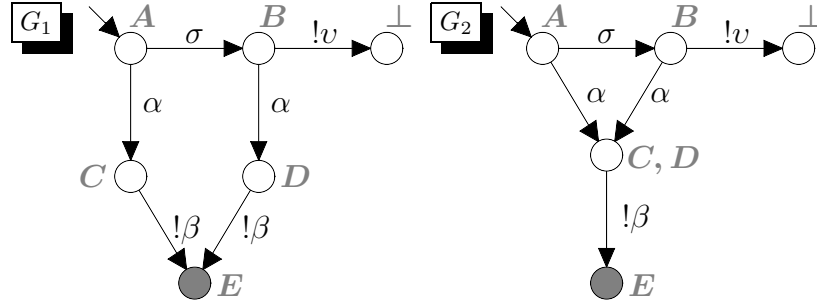 G₁ A B ⊥ G₂ A B ⊥
σ !υ σ !υ
α α α α
C D C, D
!β !β !β
E E